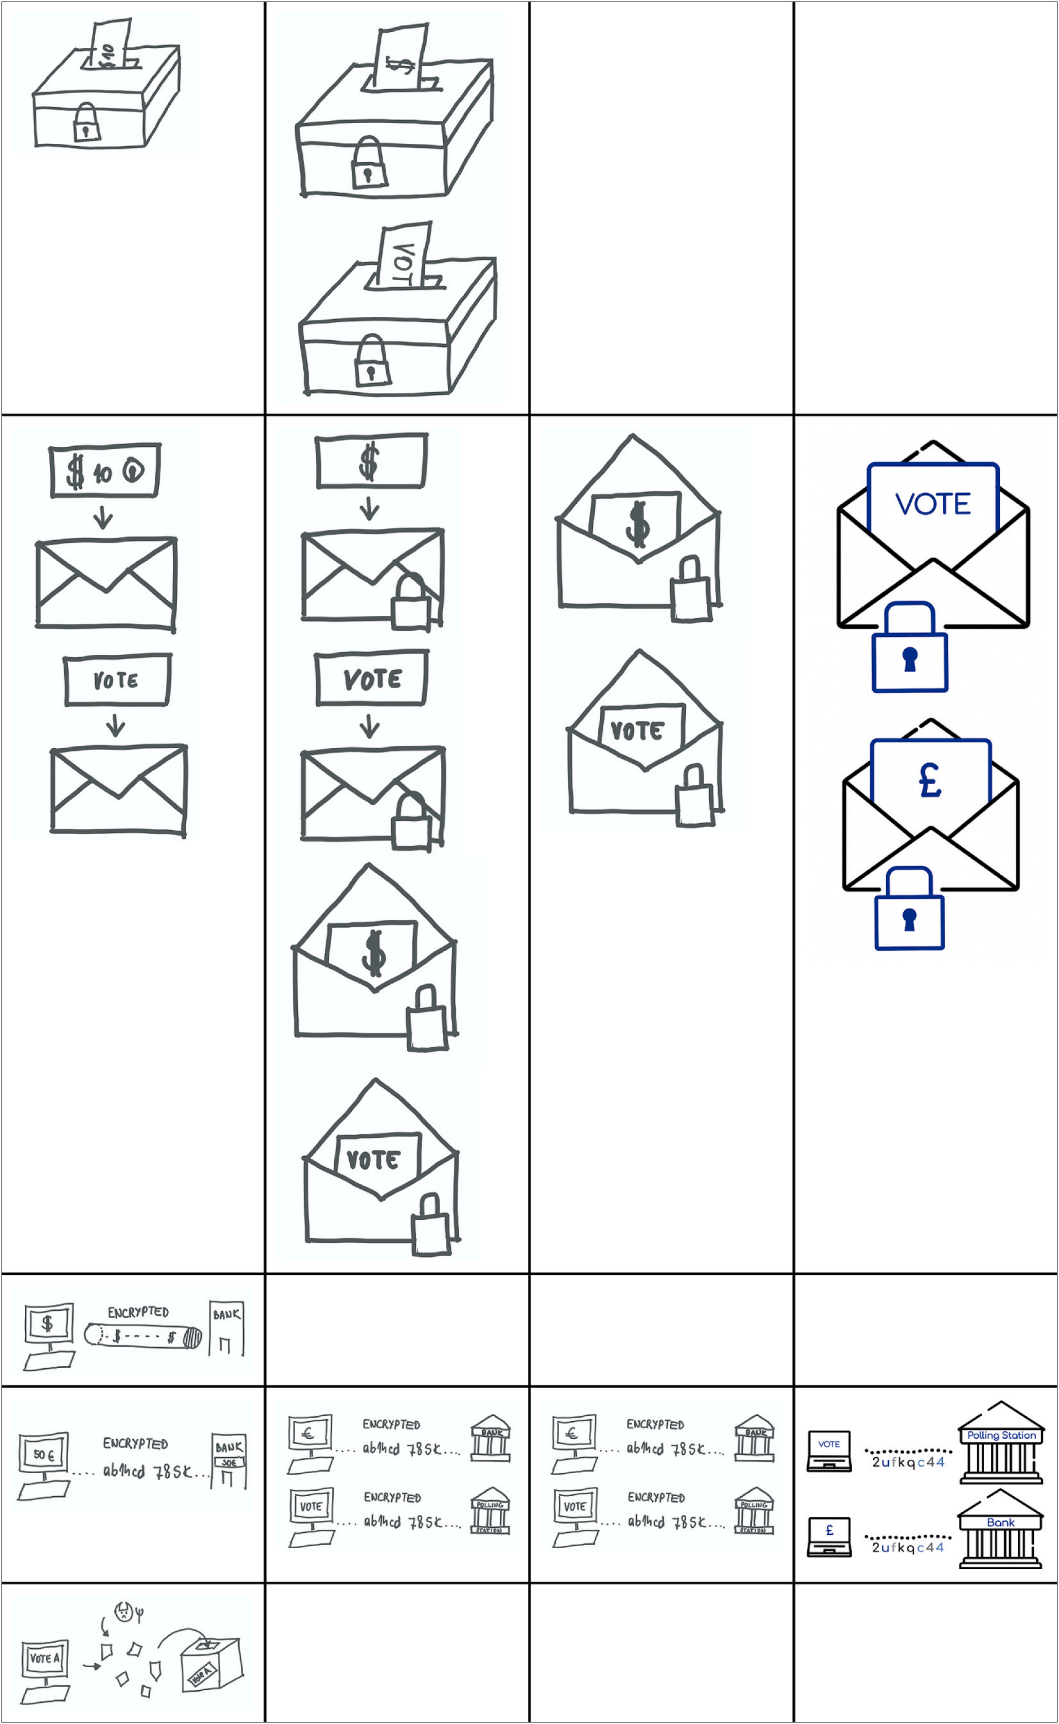 $10
$
VOT
$ 10
VOTE
$
VOTE
$
VOTE
$
VOTE
VOTE
£
$
ENCRYPTED
$ - - - - - $
BANK
50 €
ENCRYPTED
.... ab1hcd 785k...
BANK
50€
€
ENCRYPTED
.... ab1hcd 785k....
BANK
VOTE
ENCRYPTED
.... ab1hcd 785k....
POLLING
STATION
€
ENCRYPTED
.... ab1hcd 785k....
BANK
VOTE
ENCRYPTED
.... ab1hcd 785k....
POLLING
STATION
VOTE
2ufkqc44
Polling Station
£
2ufkqc44
Bank
VOTE A
VOTE A